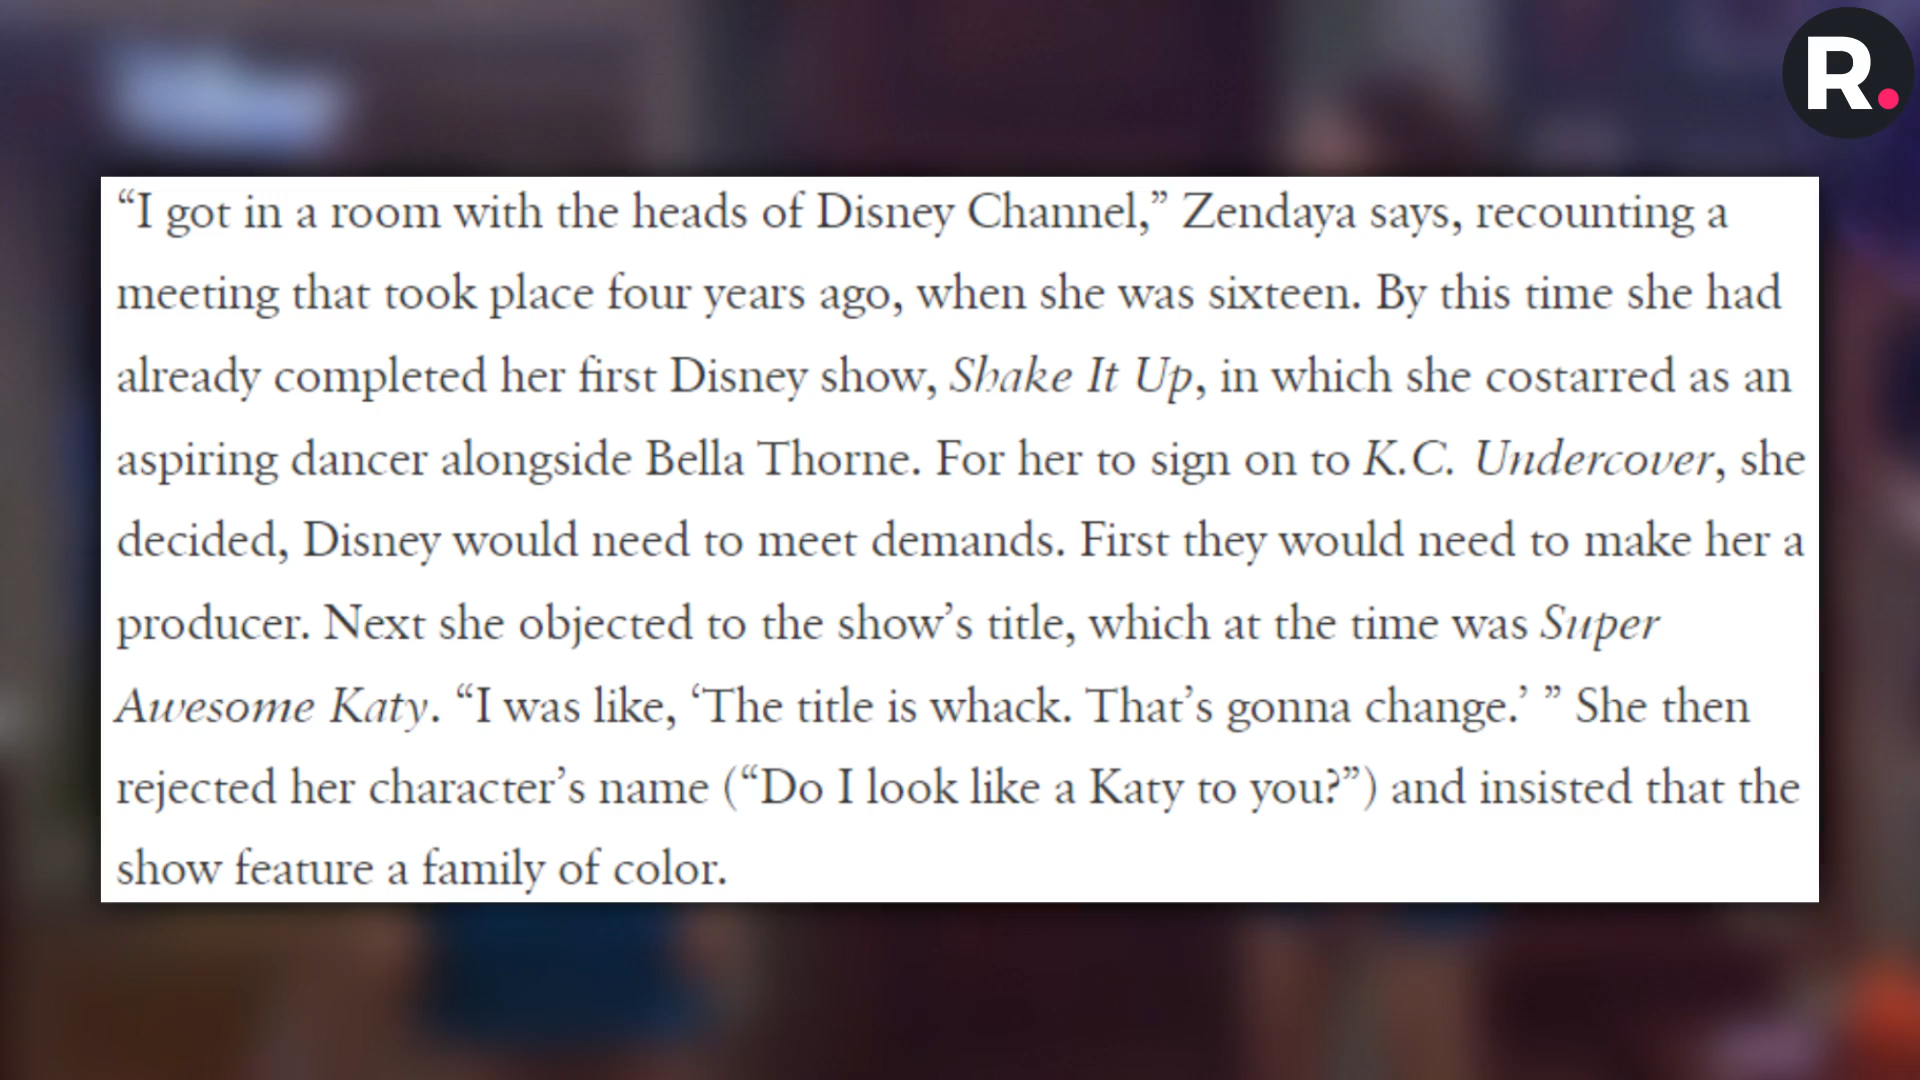 R.
“I got in a room with the heads of Disney Channel,” Zendaya says, recounting a
meeting that took place four years ago, when she was sixteen. By this time she had
already completed her first Disney show, Shake It Up, in which she costarred as an
aspiring dancer alongside Bella Thorne. For her to sign on to K.C. Undercover, she
decided, Disney would need to meet demands. First they would need to make her a
producer. Next she objected to the show’s title, which at the time was Super
Awesome Katy. “I was like, ‘The title is whack. That’s gonna change.’ ” She then
rejected her character’s name (“Do I look like a Katy to you?”) and insisted that the
show feature a family of color.